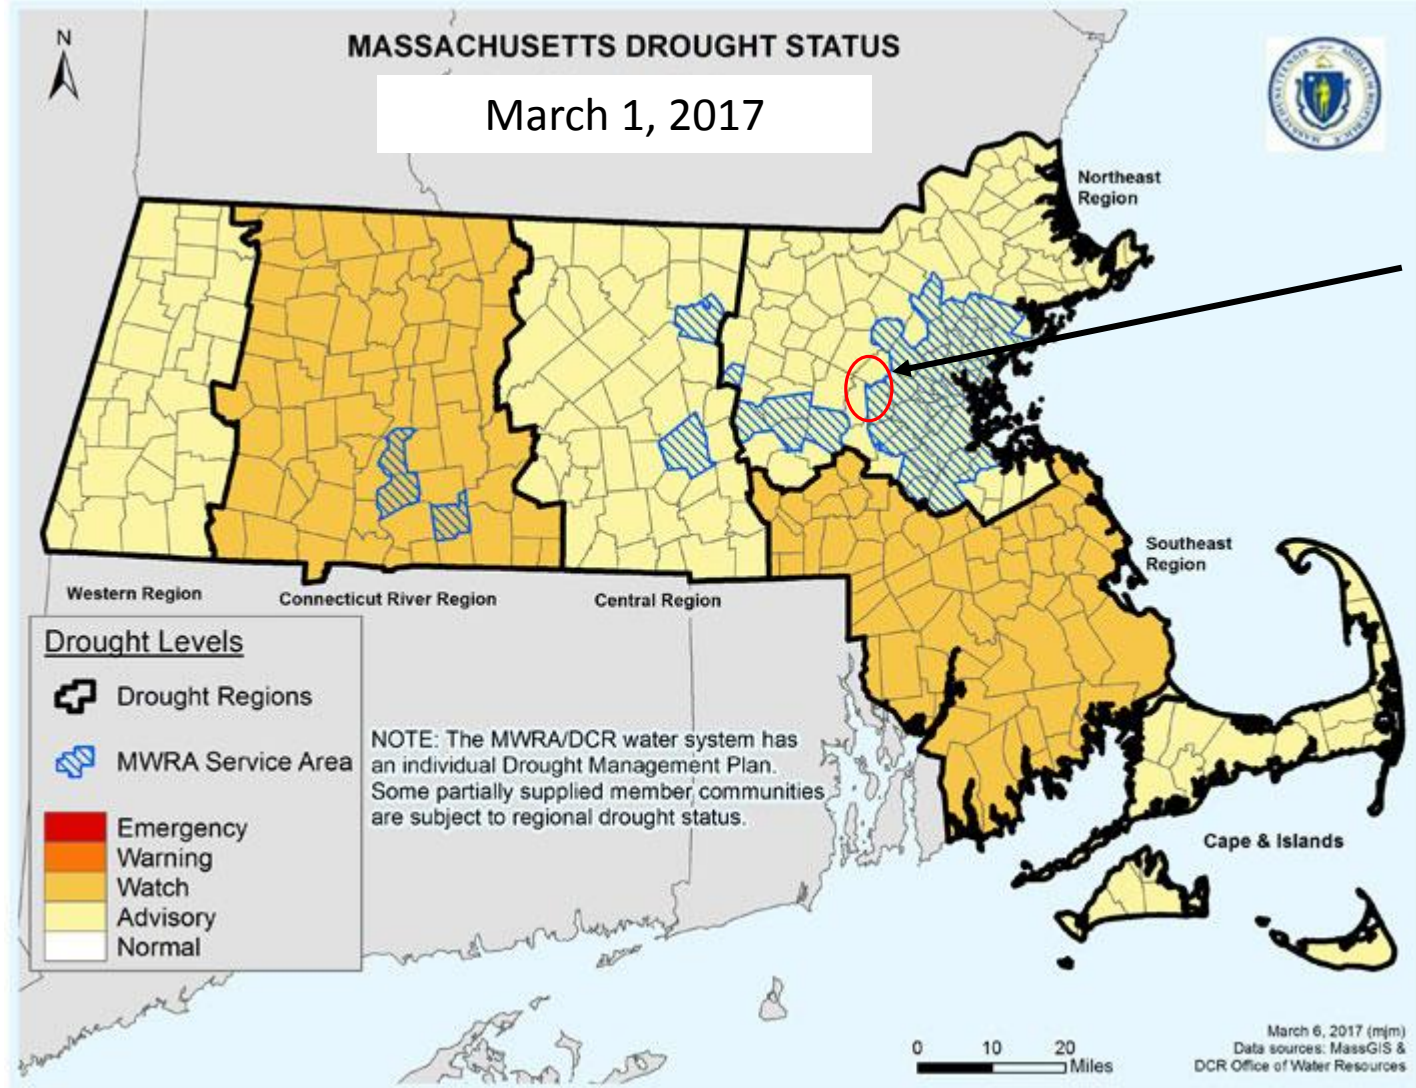 N
MASSACHUSETTS DROUGHT STATUS
March 1, 2017
Northeast
Region
Southeast
Region
Western Region
Connecticut River Region
Central Region
Cape & Islands
Drought Levels
Drought Regions
MWRA Service Area
Emergency
Warning
Watch
Advisory
Normal
NOTE: The MWRA/DCR water system has
an individual Drought Management Plan.
Some partially supplied member communities
are subject to regional drought status.
0 10 20
Miles
March 6, 2017 (mjm)
Data sources: MassGIS &
DCR Office of Water Resources